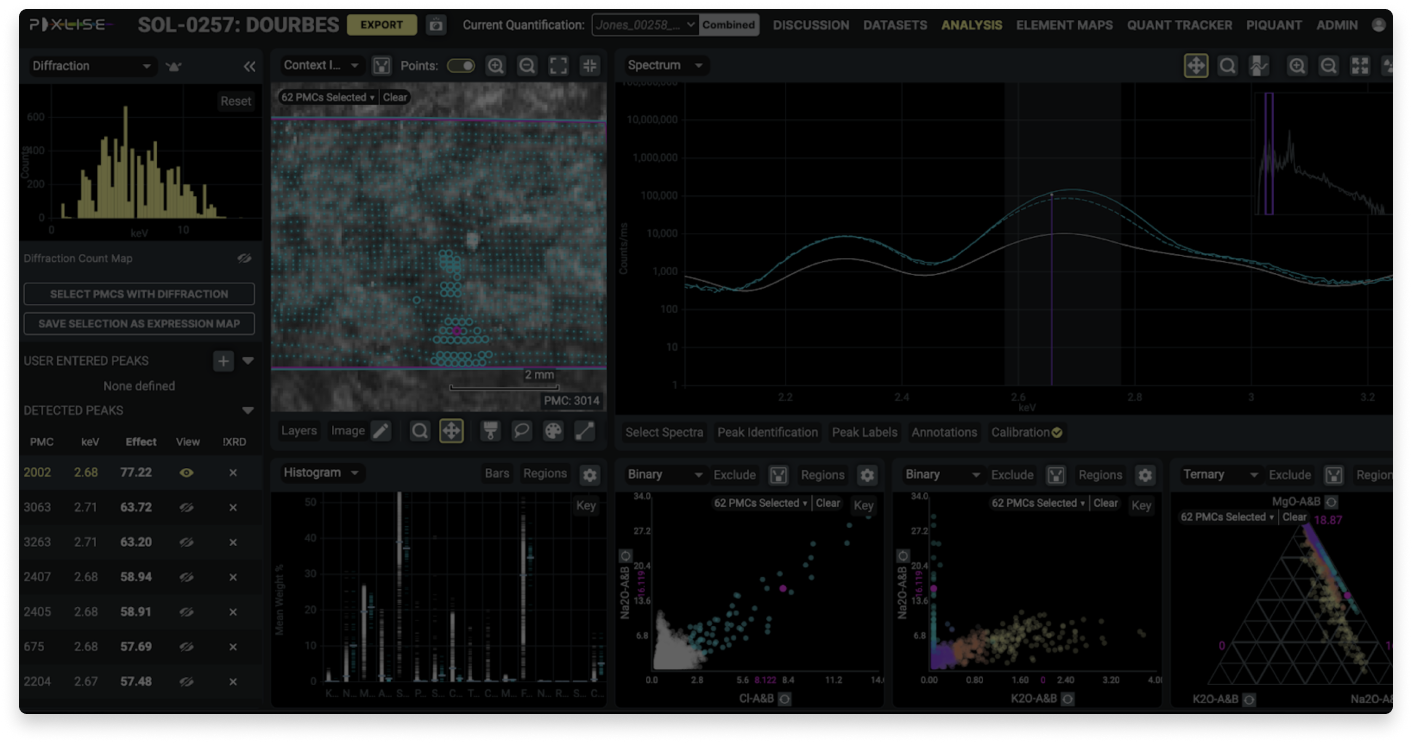 PIXLISE SOL-0257: DOURBES EXPORT Current Quantification: Jones_00258_... Combined DISCUSSION DATASETS ANALYSIS ELEMENT MAPS QUANT TRACKER PIQUANT ADMIN
Diffraction
Reset
600
400
200
0
Counts
0 10
keV
Diffraction Count Map
SELECT PMCS WITH DIFFRACTION
SAVE SELECTION AS EXPRESSION MAP
USER ENTERED PEAKS +
None defined
DETECTED PEAKS
PMC keV Effect View !XRD
2002 2.68 77.22 ×
3063 2.71 63.72 ×
3263 2.71 63.20 ×
2407 2.68 58.94 ×
2405 2.68 58.91 ×
675 2.68 57.69 ×
2204 2.67 57.48 ×
Context I... Points:
62 PMCs Selected ▾ Clear
2 mm
PMC: 3014
Layers Image
Spectrum
100,000,000
10,000,000
1,000,000
100,000
10,000
1,000
100
10
1
Counts/ms
2.2 2.4 2.6 2.8 3 3.2
keV
Select Spectra Peak Identification Peak Labels Annotations Calibration
Histogram Bars Regions
Key
50
40
30
20
10
0
Mean Weight %
K... N... M... A... S... P... S... C... T... C... M... F... N... R... S... C...
Binary Exclude Regions
62 PMCs Selected ▾ Clear Key
34.0
27.2
20.4
16.119
13.6
6.8
Na2O-A&B
0.0 2.8 5.6 8.122 8.4 11.2 14.
Cl-A&B
Binary Exclude Regions
62 PMCs Selected ▾ Clear Key
34.0
27.2
20.4
16.119
13.6
6.8
Na2O-A&B
0.00 0.80 1.60 0 2.40 3.20 4.0
K2O-A&B
Ternary Exclude Region
MgO-A&B
62 PMCs Selected ▾ Clear 18.87
0 1
K2O-A&B Na2O-A&